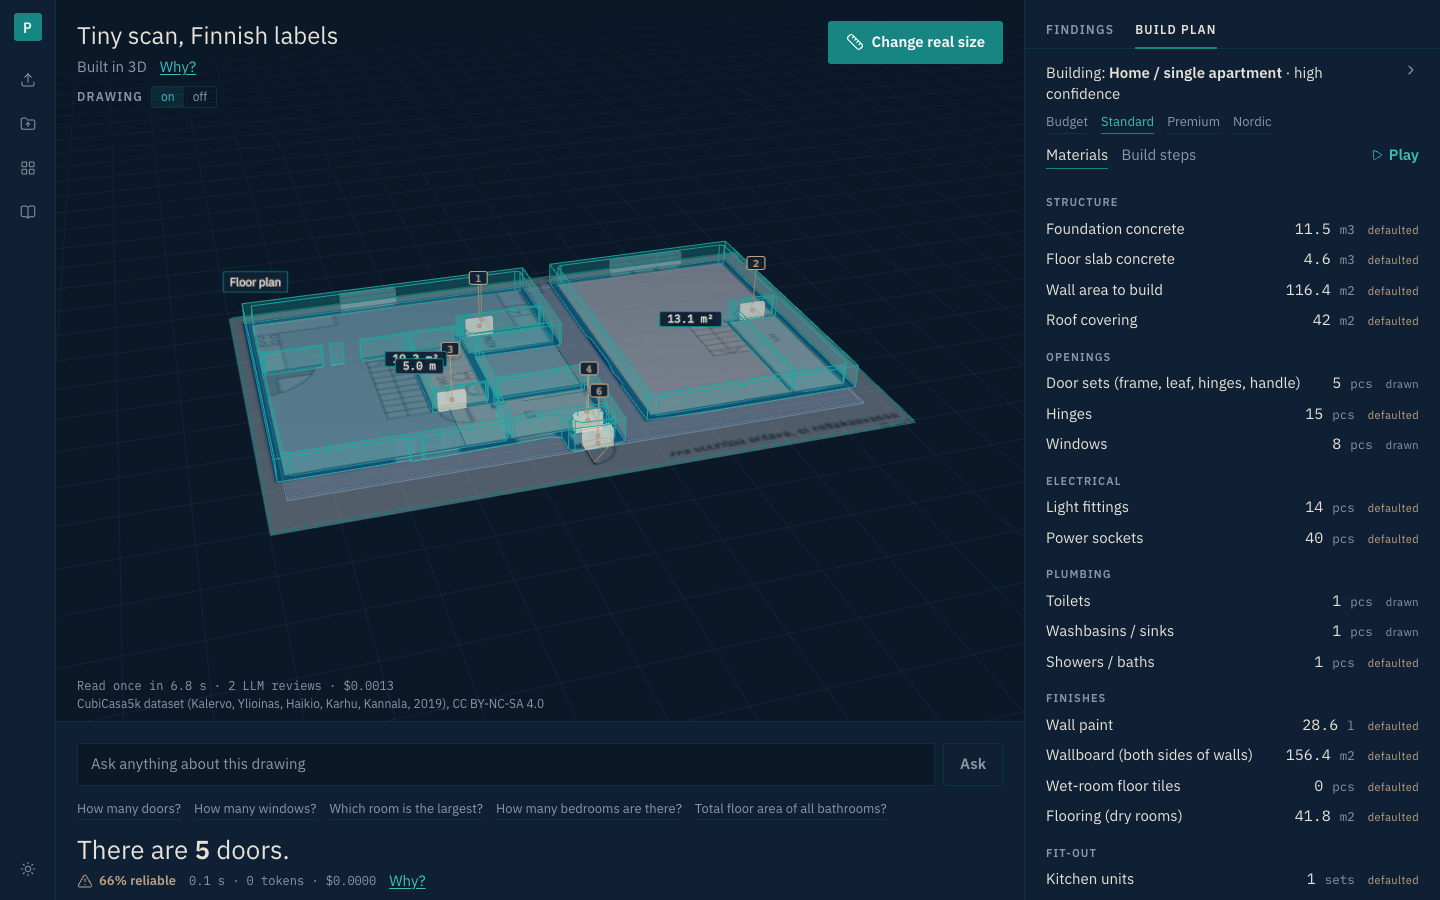 P
Tiny scan, Finnish labels
Built in 3D Why?
DRAWING on off
Change real size
Floor plan
1
2
3
4
6
13.1 m²
5.0 m
Read once in 6.8 s · 2 LLM reviews · $0.0013
CubiCasa5k dataset (Kalervo, Ylioinas, Haikio, Karhu, Kannala, 2019), CC BY-NC-SA 4.0
Ask anything about this drawing
Ask
How many doors? How many windows? Which room is the largest? How many bedrooms are there? Total floor area of all bathrooms?
There are 5 doors.
66% reliable 0.1 s · 0 tokens · $0.0000 Why?
FINDINGS BUILD PLAN
Building: Home / single apartment · high
confidence
Budget Standard Premium Nordic
Materials Build steps Play
STRUCTURE
Foundation concrete 11.5 m3 defaulted
Floor slab concrete 4.6 m3 defaulted
Wall area to build 116.4 m2 defaulted
Roof covering 42 m2 defaulted
OPENINGS
Door sets (frame, leaf, hinges, handle) 5 pcs drawn
Hinges 15 pcs defaulted
Windows 8 pcs drawn
ELECTRICAL
Light fittings 14 pcs defaulted
Power sockets 40 pcs defaulted
PLUMBING
Toilets 1 pcs drawn
Washbasins / sinks 1 pcs drawn
Showers / baths 1 pcs defaulted
FINISHES
Wall paint 28.6 l defaulted
Wallboard (both sides of walls) 156.4 m2 defaulted
Wet-room floor tiles 0 pcs defaulted
Flooring (dry rooms) 41.8 m2 defaulted
FIT-OUT
Kitchen units 1 sets defaulted